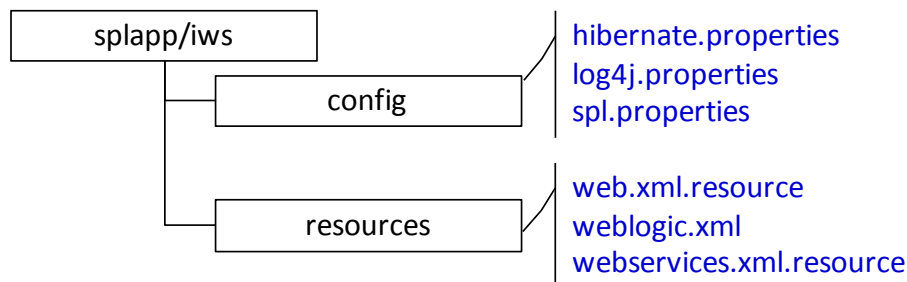 splapp/iws
config
hibernate.properties
log4j.properties
spl.properties
resources
web.xml.resource
weblogic.xml
webservices.xml.resource